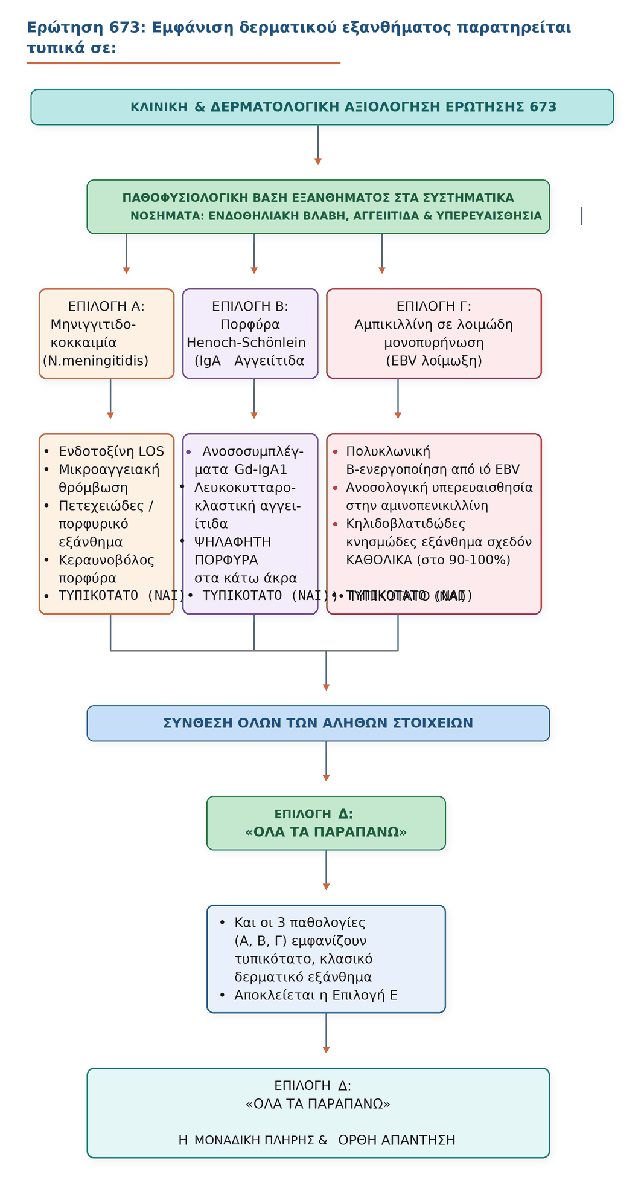 Ερώτηση 673: Εμφάνιση δερματικού εξανθήματος παρατηρείται
τυπικά σε:
ΚΛΙΝΙΚΗ & ΔΕΡΜΑΤΟΛΟΓΙΚΗ ΑΞΙΟΛΟΓΗΣΗ ΕΡΩΤΗΣΗΣ 673
ΠΑΘΟΦΥΣΙΟΛΟΓΙΚΗ ΒΑΣΗ ΕΞΑΝΘΗΜΑΤΟΣ ΣΤΑ ΣΥΣΤΗΜΑΤΙΚΑ
ΝΟΣΗΜΑΤΑ: ΕΝΔΟΘΗΛΙΑΚΗ ΒΛΑΒΗ, ΑΓΓΕΙΙΤΙΔΑ & ΥΠΕΡΕΥΑΙΣΘΗΣΙΑ
ΕΠΙΛΟΓΗ Α:
Μηνιγγιτιδο-
κοκκαιμία
(N.meningitidis)
ΕΠΙΛΟΓΗ Β:
Πορφύρα
Henoch-Schönlein
(IgA Αγγειίτιδα
ΕΠΙΛΟΓΗ Γ:
Αμπικιλλίνη σε λοιμώδη
μονοπυρήνωση
(EBV λοίμωξη)
• Ενδοτοξίνη LOS
• Μικροαγγειακή
θρόμβωση
• Πετεχειώδες /
πορφυρικό
εξάνθημα
• Κεραυνοβόλος
πορφύρα
• ΤΥΠΙΚΟΤΑΤΟ (ΝΑΙ)
• Ανοσοσυμπλέγ-
ματα Gd-IgA1
• Λευκοκυτταρο-
κλαστική αγγει-
ίτιδα
• ΨΗΛΑΦΗΤΗ
ΠΟΡΦΥΡΑ
στα κάτω άκρα
• ΤΥΠΙΚΟΤΑΤΟ (ΝΑΙ)
• Πολυκλωνική
Β-ενεργοποίηση από ιό EBV
• Ανοσολογική υπερευαισθησία
στην αμινοπενικιλλίνη
• Κηλιδοβλατιδώδες
κνησμώδες εξάνθημα σχεδόν
ΚΑΘΟΛΙΚΑ (στο 90-100%)
• ΤΥΠΙΚΟΤΑΤΟ (ΝΑΙ)
ΣΥΝΘΕΣΗ ΟΛΩΝ ΤΩΝ ΑΛΗΘΩΝ ΣΤΟΙΧΕΙΩΝ
ΕΠΙΛΟΓΗ Δ:
«ΟΛΑ ΤΑ ΠΑΡΑΠΑΝΩ»
• Και οι 3 παθολογίες
(Α, Β, Γ) εμφανίζουν
τυπικότατο, κλασικό
δερματικό εξάνθημα
• Αποκλείεται η Επιλογή Ε
ΕΠΙΛΟΓΗ Δ:
«ΟΛΑ ΤΑ ΠΑΡΑΠΑΝΩ»
Η ΜΟΝΑΔΙΚΗ ΠΛΗΡΗΣ & ΟΡΘΗ ΑΠΑΝΤΗΣΗ